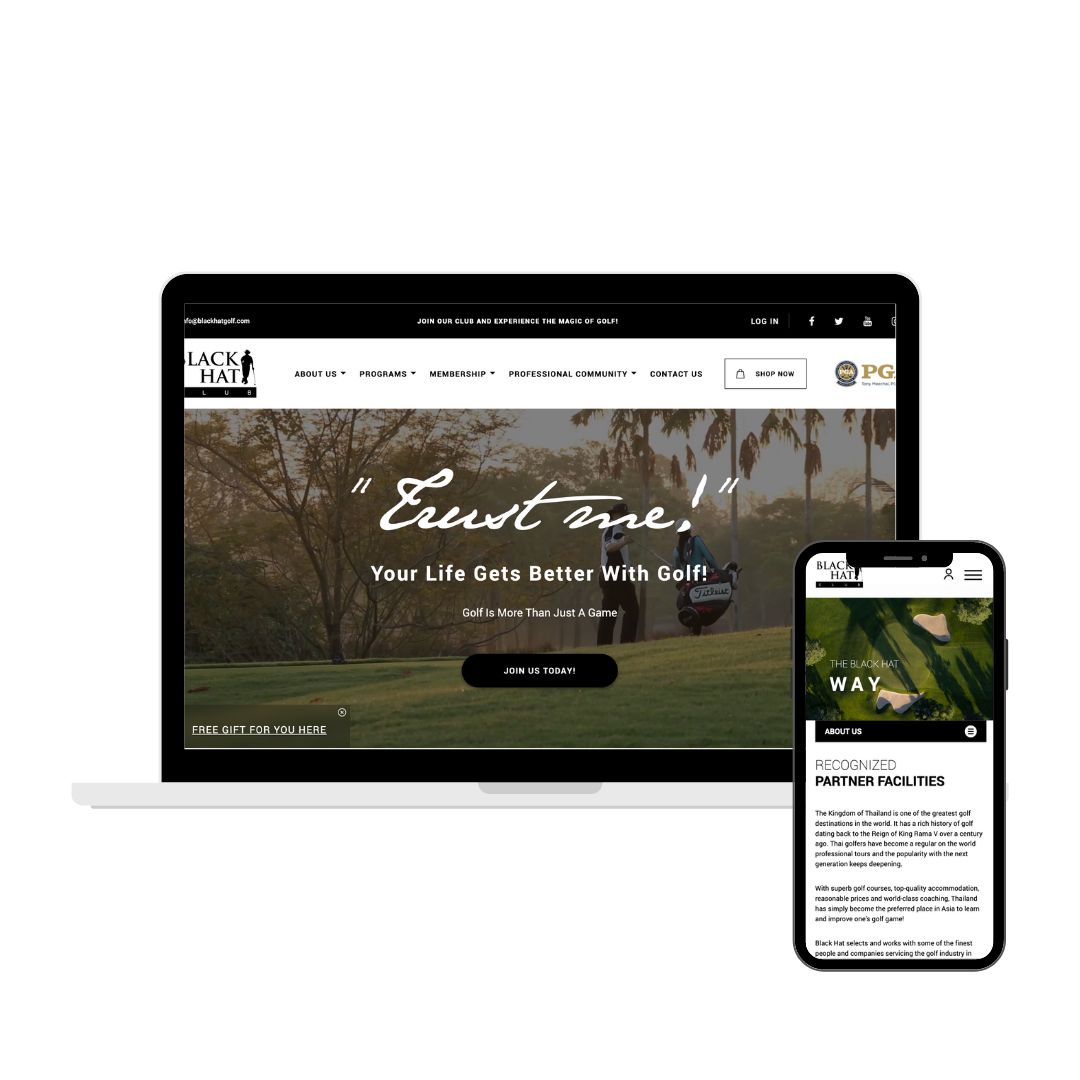 nfo@blackhatgolf.com
JOIN OUR CLUB AND EXPERIENCE THE MAGIC OF GOLF!
LOG IN
LACK
HAT
L U B
ABOUT US
PROGRAMS
MEMBERSHIP
PROFESSIONAL COMMUNITY
CONTACT US
SHOP NOW
PGA
PG
" Trust me! "
Your Life Gets Better With Golf!
Titleist
Golf Is More Than Just A Game
JOIN US TODAY!
FREE GIFT FOR YOU HERE
BLACK
HAT
C L U B
THE BLACK HAT
WAY
ABOUT US
RECOGNIZED
PARTNER FACILITIES
The Kingdom of Thailand is one of the greatest golf
destinations in the world. It has a rich history of golf
dating back to the Reign of King Rama V over a century
ago. Thai golfers have become a regular on the world
professional tours and the popularity with the next
generation keeps deepening.
With superb golf courses, top-quality accommodation,
reasonable prices and world-class coaching, Thailand
has simply become the preferred place in Asia to learn
and improve one's golf game!
Black Hat selects and works with some of the finest
people and companies servicing the golf industry in